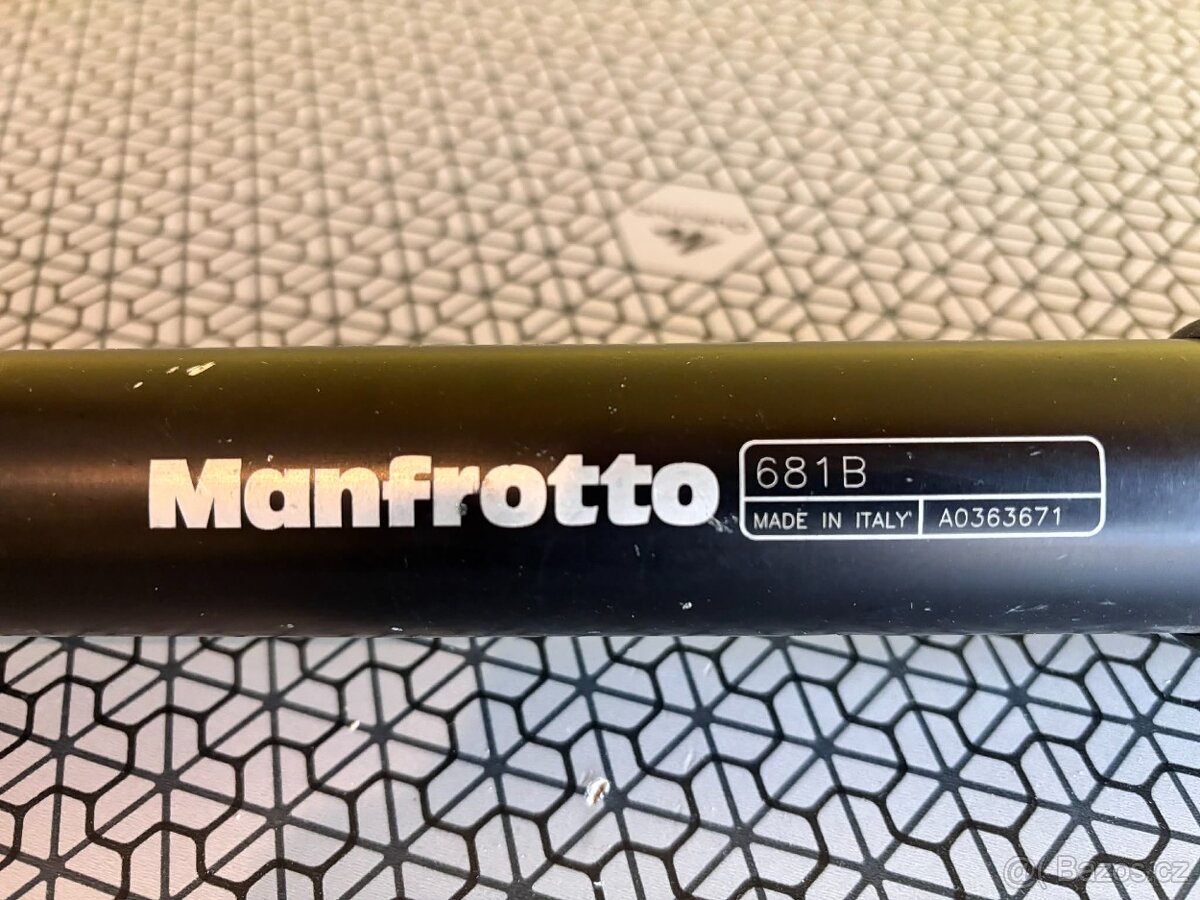 Manfrotto
681B
MADE IN ITALY
A0363671
@( Bazos.cz